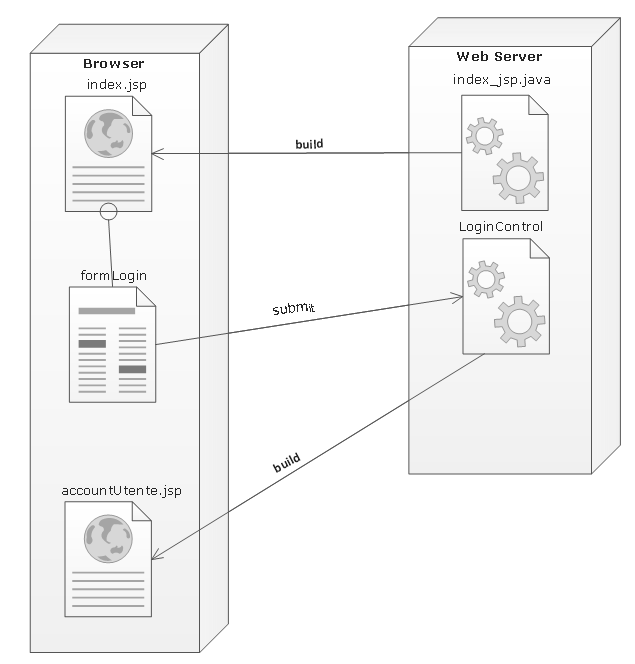 Browser
index.jsp
build
formLogin
submit
build
accountUtente.jsp
Web Server
index_jsp.java
LoginControl